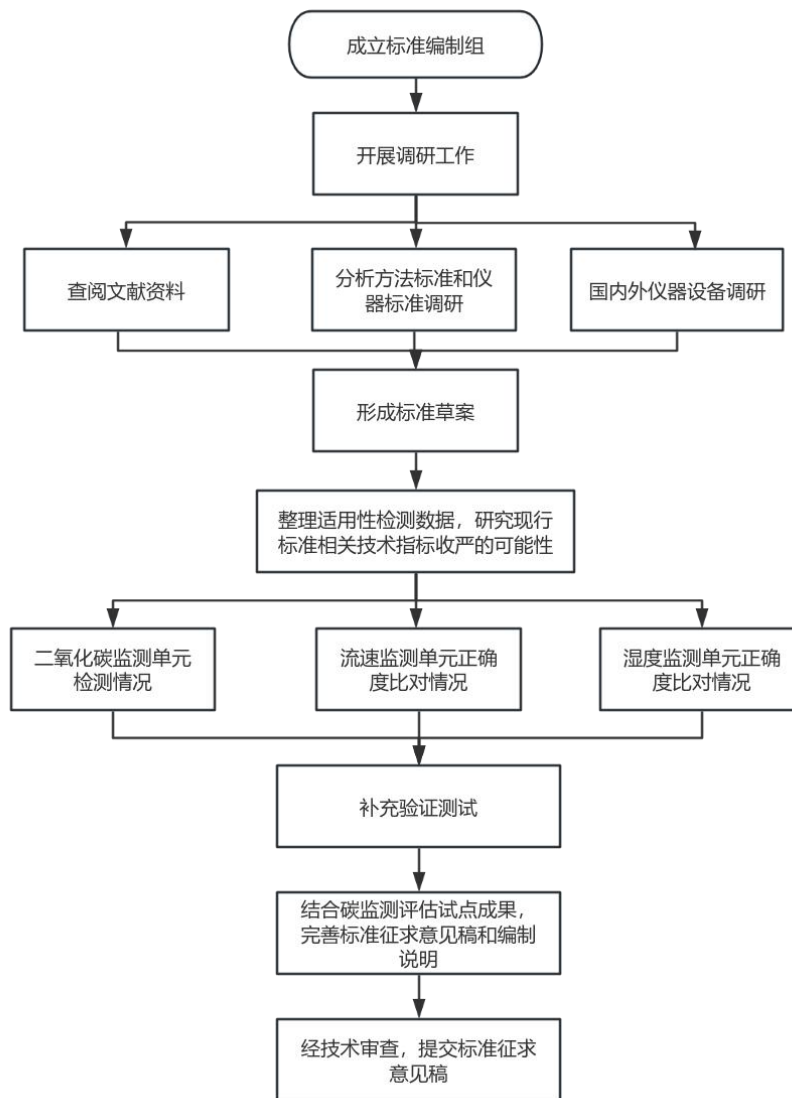 成立标准编制组
开展调研工作
查阅文献资料
分析方法标准和仪
器标准调研
国内外仪器设备调研
形成标准草案
整理适用性检测数据，研究现行
标准相关技术指标收严的可能性
二氧化碳监测单元
检测情况
流速监测单元正确
度比对情况
湿度监测单元正确
度比对情况
补充验证测试
结合碳监测评估试点成果，
完善标准征求意见稿和编制
说明
经技术审查，提交标准征求
意见稿